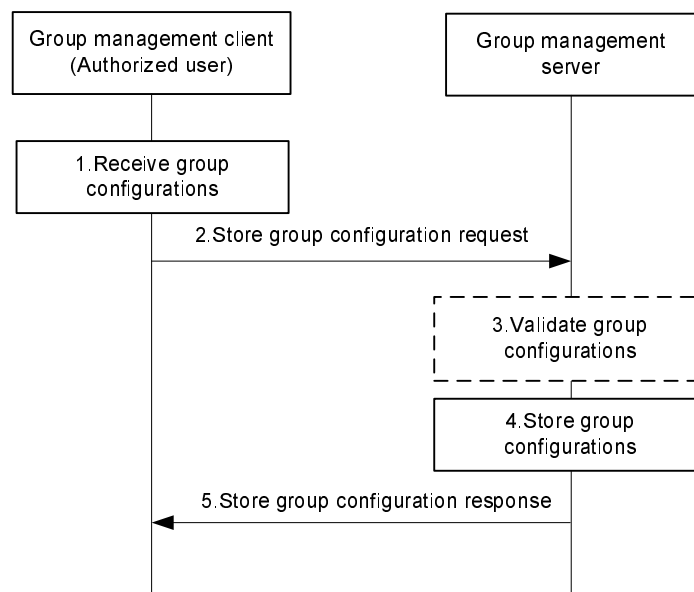 Group management client
(Authorized user)
Group management
server
1.Receive group
configurations
2.Store group configuration request
3.Validate group
configurations
4.Store group
configurations
5.Store group configuration response